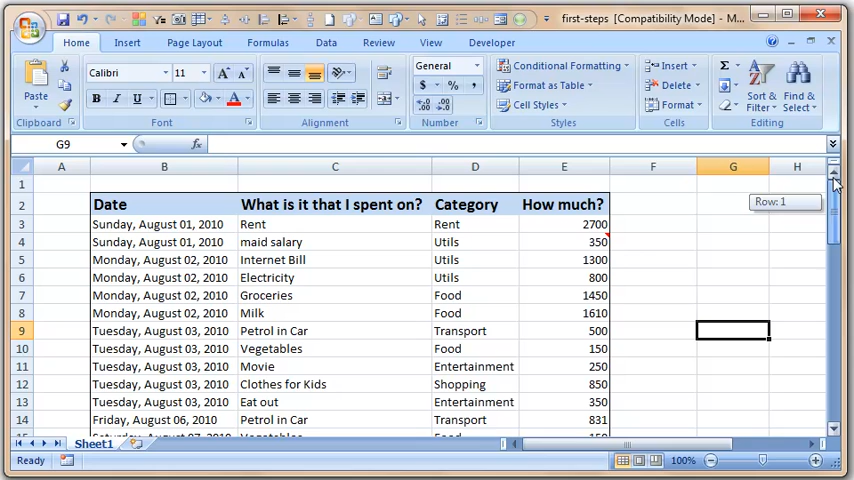 first-steps [Compatibility Mode] - M...
Home Insert Page Layout Formulas Data Review View Developer
Paste
Clipboard
Calibri 11
B I U
A
Font
Alignment
General
$ % ,
Number
Conditional Formatting
Format as Table
Cell Styles
Styles
Insert
Delete
Format
Cells
Σ
Sort & Filter
Find & Select
Editing
G9 fx
A B C D E F G H
1
2 Date What is it that I spent on? Category How much?
Row: 1
3 Sunday, August 01, 2010 Rent Rent 2700
4 Sunday, August 01, 2010 maid salary Utils 350
5 Monday, August 02, 2010 Internet Bill Utils 1300
6 Monday, August 02, 2010 Electricity Utils 800
7 Monday, August 02, 2010 Groceries Food 1450
8 Monday, August 02, 2010 Milk Food 1610
9 Tuesday, August 03, 2010 Petrol in Car Transport 500
10 Tuesday, August 03, 2010 Vegetables Food 150
11 Tuesday, August 03, 2010 Movie Entertainment 250
12 Tuesday, August 03, 2010 Clothes for Kids Shopping 850
13 Tuesday, August 03, 2010 Eat out Entertainment 350
14 Friday, August 06, 2010 Petrol in Car Transport 831
Sheet1
Ready 100%